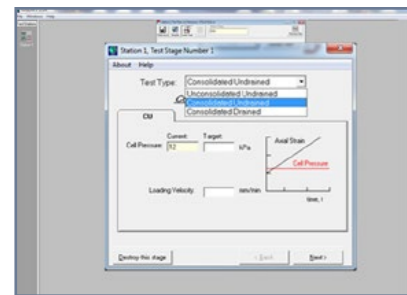 Station 1, Test Stage Number 1
About Help
Test Type: Consolidated Undrained
Unconsolidated Undrained
Consolidated Undrained
Consolidated Drained
CU
Current: Target:
Cell Pressure: 12 kPa
Axial Strain
Cell Pressure
Loading Velocity: mm/min
time, t
Destroy this stage
< Back
Next >